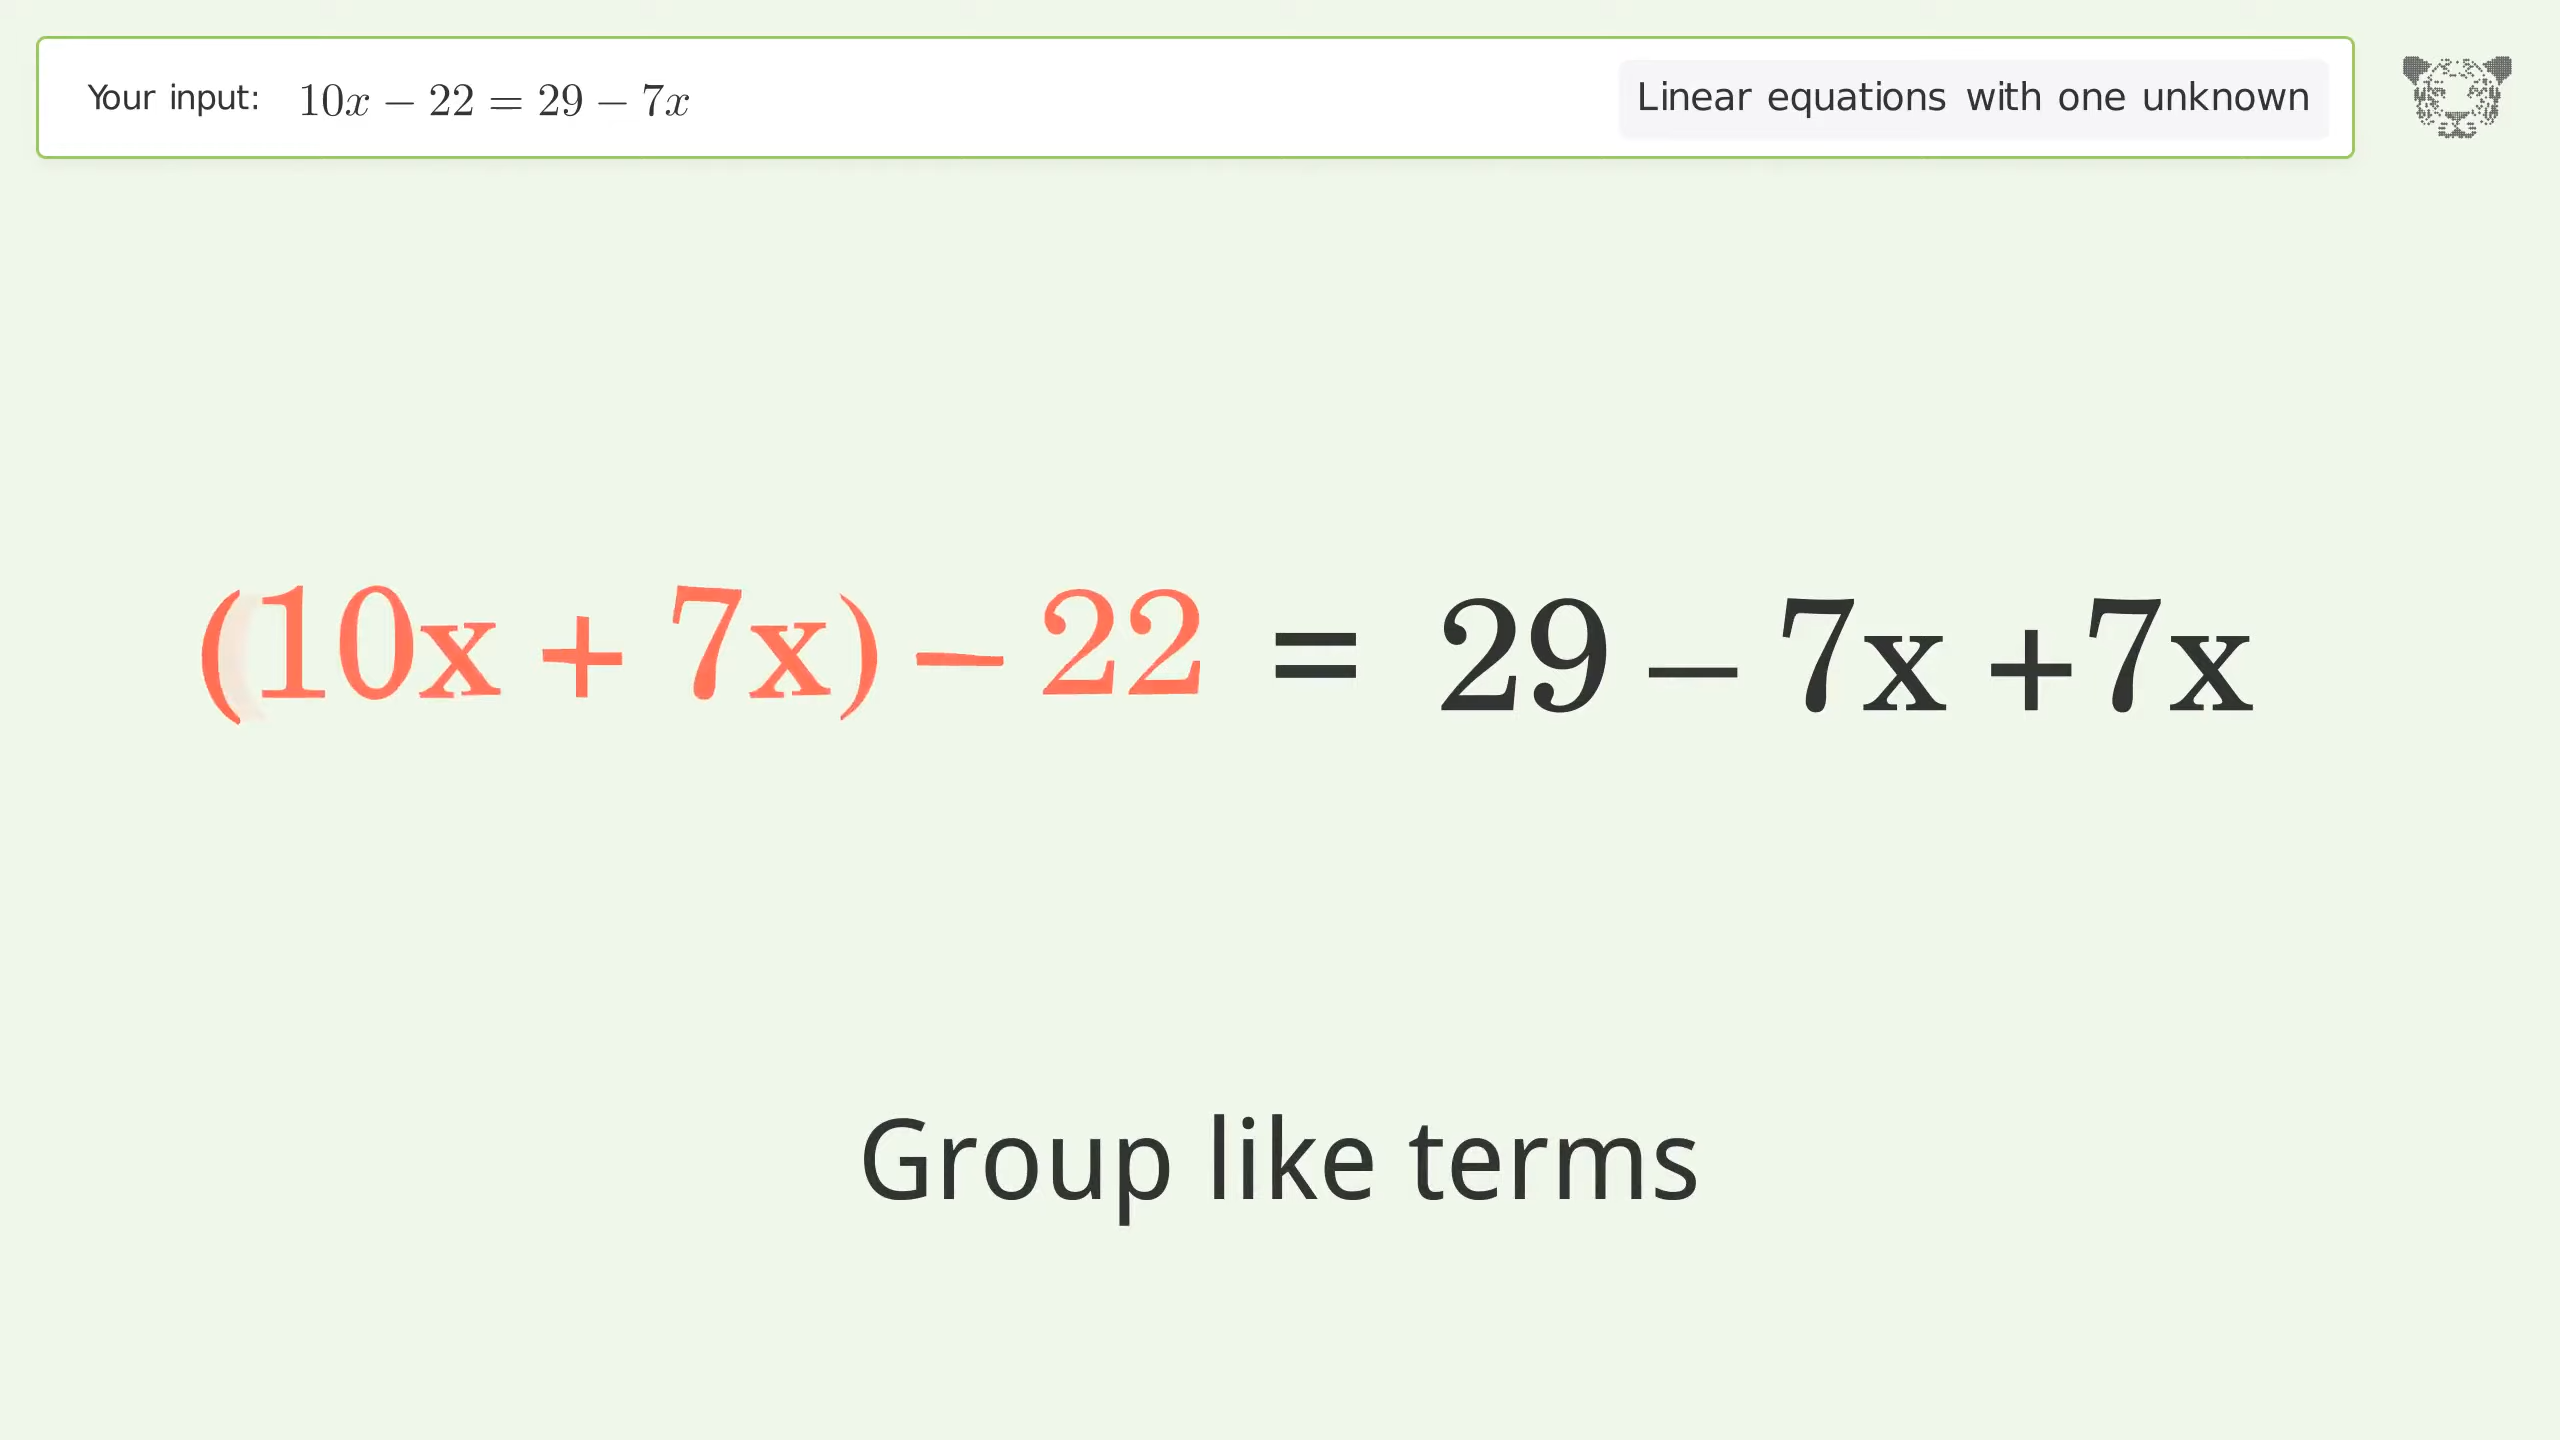 Your input: 10x − 22 = 29 − 7x
Linear equations with one unknown
(10x + 7x) − 22 = 29 − 7x +7x
Group like terms